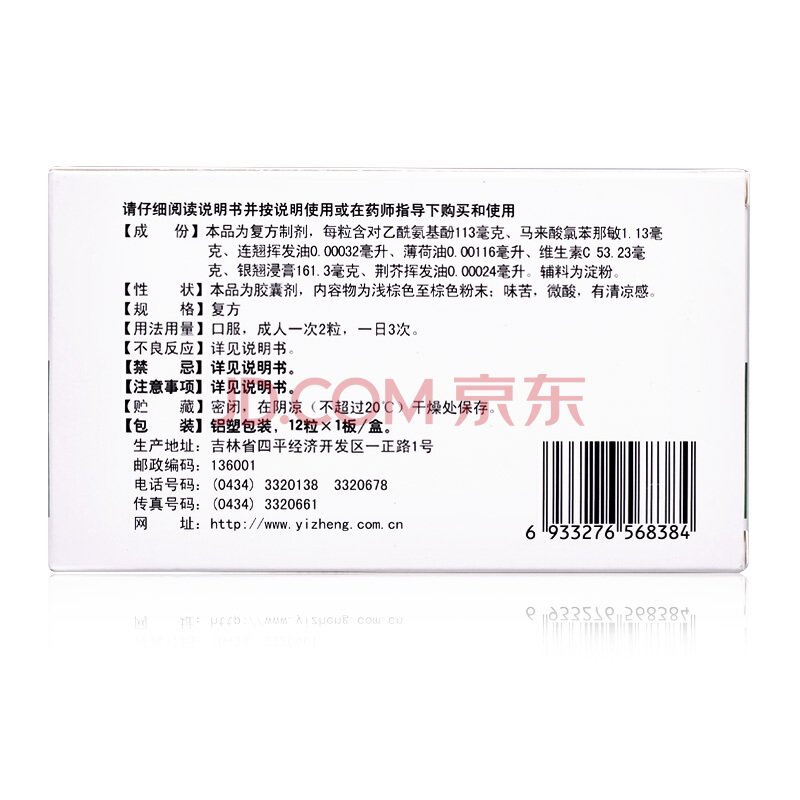 请仔细阅读说明书并按说明使用或在药师指导下购买和使用
【成　份】本品为复方制剂，每粒含对乙酰氨基酚113毫克、马来酸氯苯那敏1.13毫
克、连翘挥发油0.00032毫升、薄荷油0.00116毫升、维生素C 53.23毫
克、银翘浸膏161.3毫克、荆芥挥发油0.00024毫升。辅料为淀粉。
【性　状】本品为胶囊剂，内容物为浅棕色至棕色粉末；味苦，微酸，有清凉感。
【规　格】复方
【用法用量】口服，成人一次2粒，一日3次。
【不良反应】详见说明书。
【禁　忌】详见说明书。
【注意事项】详见说明书。
JD.COM 京东
【贮　藏】密闭，在阴凉（不超过20℃）干燥处保存。
【包　装】铝塑包装，12粒×1板/盒。
生产地址：吉林省四平经济开发区一正路1号
邮政编码：136001
电话号码：(0434) 3320138 3320678
传真号码：(0434) 3320661
网　址：http://www.yizheng.com.cn
6 933276 568384